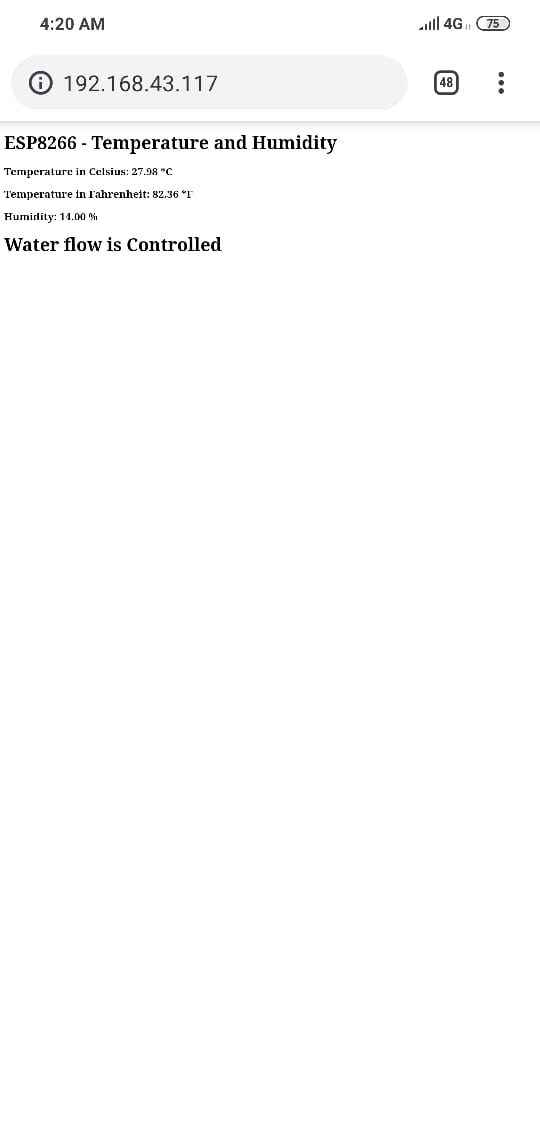 4:20 AM 4G 75
192.168.43.117 48
ESP8266 - Temperature and Humidity
Temperature in Celsius: 27.98 °C
Temperature in Fahrenheit: 82.36 °F
Humidity: 14.00 %
Water flow is Controlled